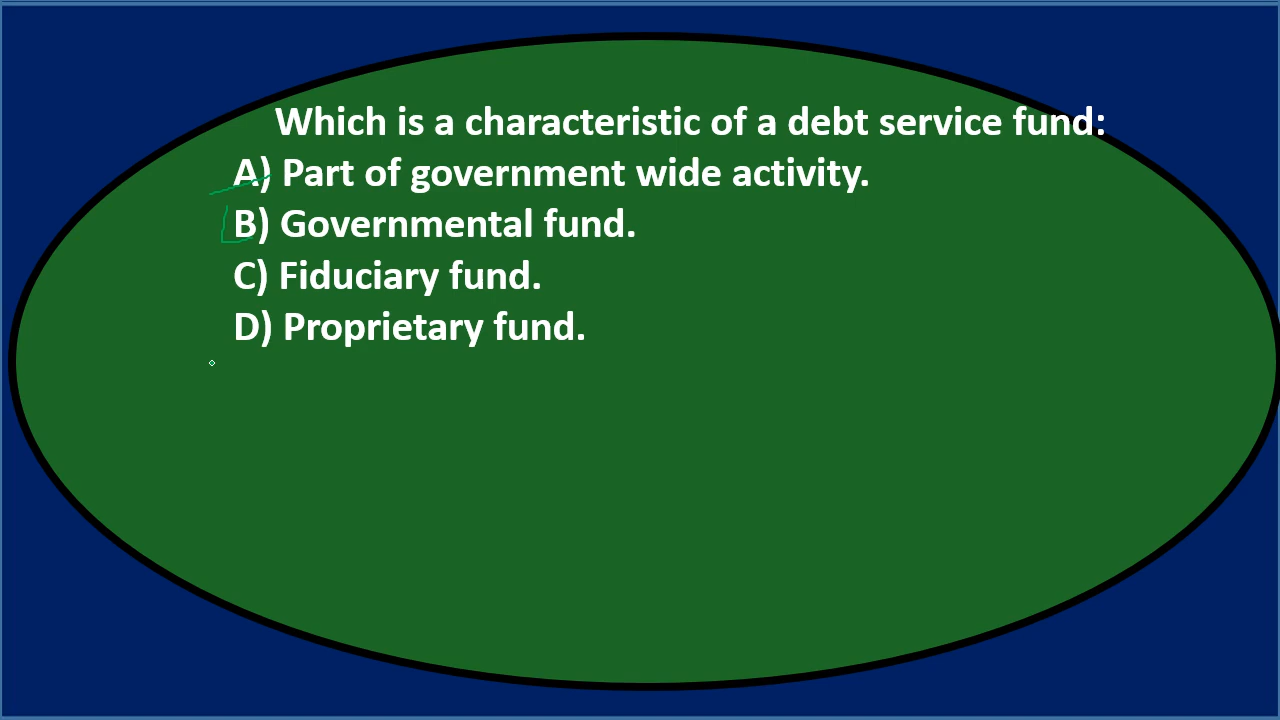 Which is a characteristic of a debt service fund:
A) Part of government wide activity.
B) Governmental fund.
C) Fiduciary fund.
D) Proprietary fund.